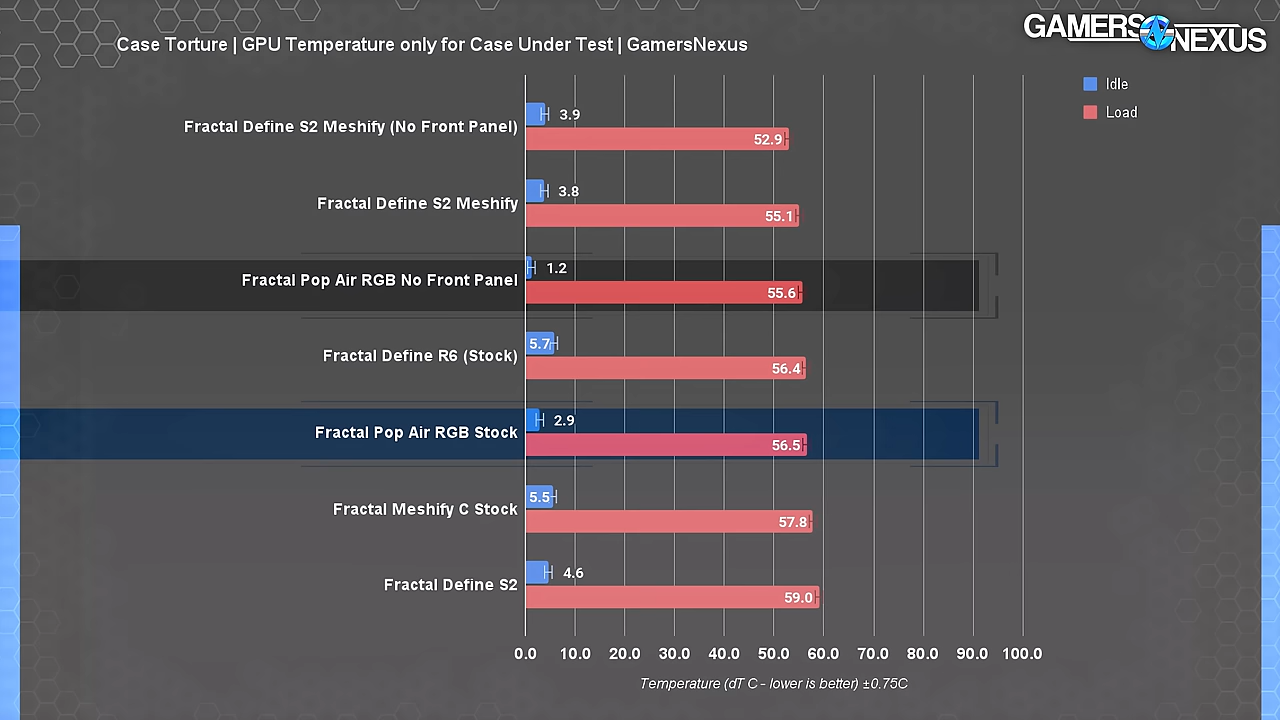 Case Torture | GPU Temperature only for Case Under Test | GamersNexus
GAMERS NEXUS
Idle
Load
Fractal Define S2 Meshify (No Front Panel)
3.9
52.9
Fractal Define S2 Meshify
3.8
55.1
Fractal Pop Air RGB No Front Panel
1.2
55.6
Fractal Define R6 (Stock)
5.7
56.4
Fractal Pop Air RGB Stock
2.9
56.5
Fractal Meshify C Stock
5.5
57.8
Fractal Define S2
4.6
59.0
0.0 10.0 20.0 30.0 40.0 50.0 60.0 70.0 80.0 90.0 100.0
Temperature (dT C - lower is better) ±0.75C